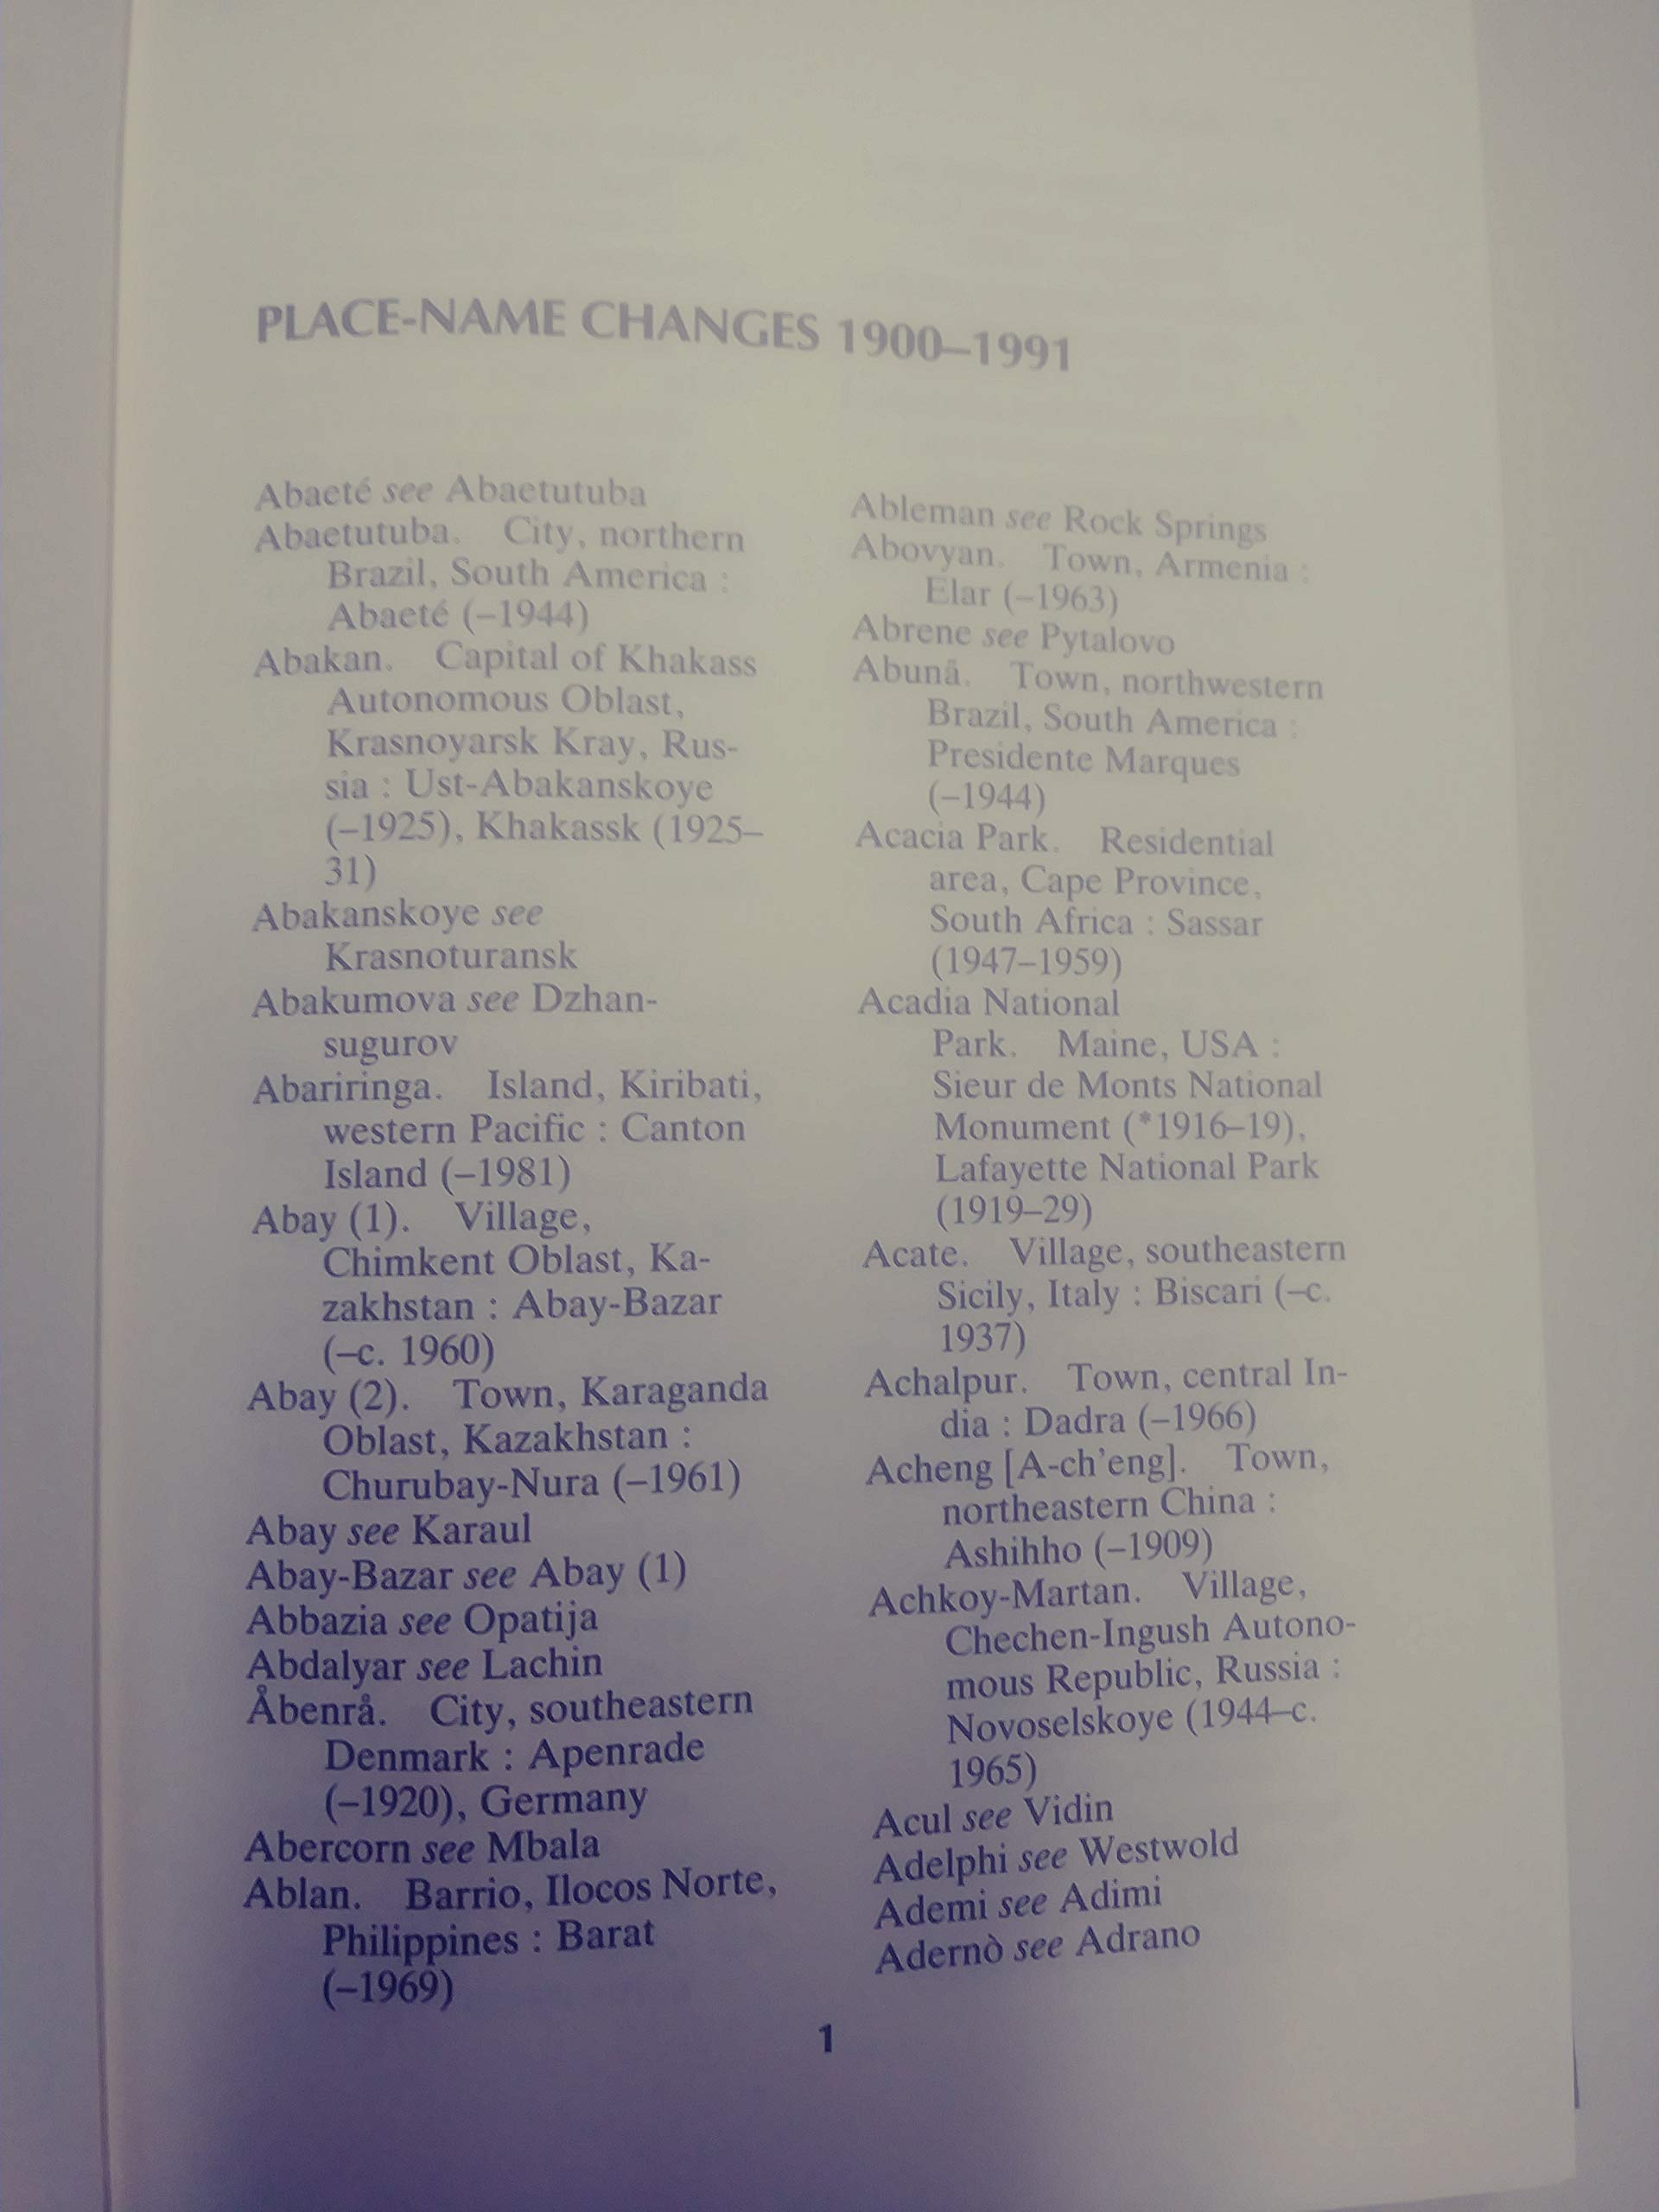 PLACE-NAME CHANGES 1900–1991
Abaeté see Abaetutuba
Abaetutuba. City, northern
Brazil, South America :
Abaeté (–1944)
Abakan. Capital of Khakass
Autonomous Oblast,
Krasnoyarsk Kray, Rus-
sia : Ust-Abakanskoye
(–1925), Khakassk (1925–
31)
Abakanskoye see
Krasnoturansk
Abakumova see Dzhan-
sugurov
Abariringa. Island, Kiribati,
western Pacific : Canton
Island (–1981)
Abay (1). Village,
Chimkent Oblast, Ka-
zakhstan : Abay-Bazar
(–c. 1960)
Abay (2). Town, Karaganda
Oblast, Kazakhstan :
Churubay-Nura (–1961)
Abay see Karaul
Abay-Bazar see Abay (1)
Abbazia see Opatija
Abdalyar see Lachin
Åbenrå. City, southeastern
Denmark : Apenrade
(–1920), Germany
Abercorn see Mbala
Ablan. Barrio, Ilocos Norte,
Philippines : Barat
(–1969)
Ableman see Rock Springs
Abovyan. Town, Armenia :
Elar (–1963)
Abrene see Pytalovo
Abunã. Town, northwestern
Brazil, South America :
Presidente Marques
(–1944)
Acacia Park. Residential
area, Cape Province,
South Africa : Sassar
(1947–1959)
Acadia National
Park. Maine, USA :
Sieur de Monts National
Monument (*1916–19),
Lafayette National Park
(1919–29)
Acate. Village, southeastern
Sicily, Italy : Biscari (–c.
1937)
Achalpur. Town, central In-
dia : Dadra (–1966)
Acheng [A-ch'eng]. Town,
northeastern China :
Ashihho (–1909)
Achkoy-Martan. Village,
Chechen-Ingush Autono-
mous Republic, Russia :
Novoselskoye (1944–c.
1965)
Acul see Vidin
Adelphi see Westwold
Ademi see Adimi
Adernò see Adrano
1